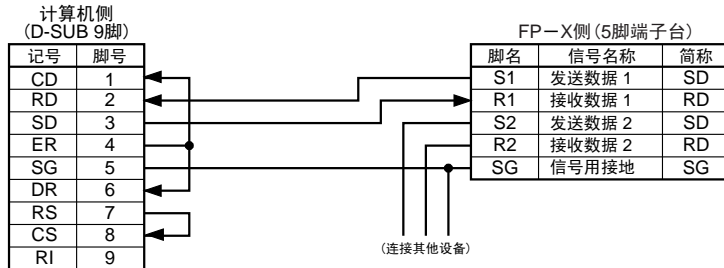 计算机侧
(D-SUB 9脚)
记号 脚号
CD 1
RD 2
SD 3
ER 4
SG 5
DR 6
RS 7
CS 8
RI 9
FP－X侧(5脚端子台)
脚名 信号名称 简称
S1 发送数据 1 SD
R1 接收数据 1 RD
S2 发送数据 2 SD
R2 接收数据 2 RD
SG 信号用接地 SG
(连接其他设备)